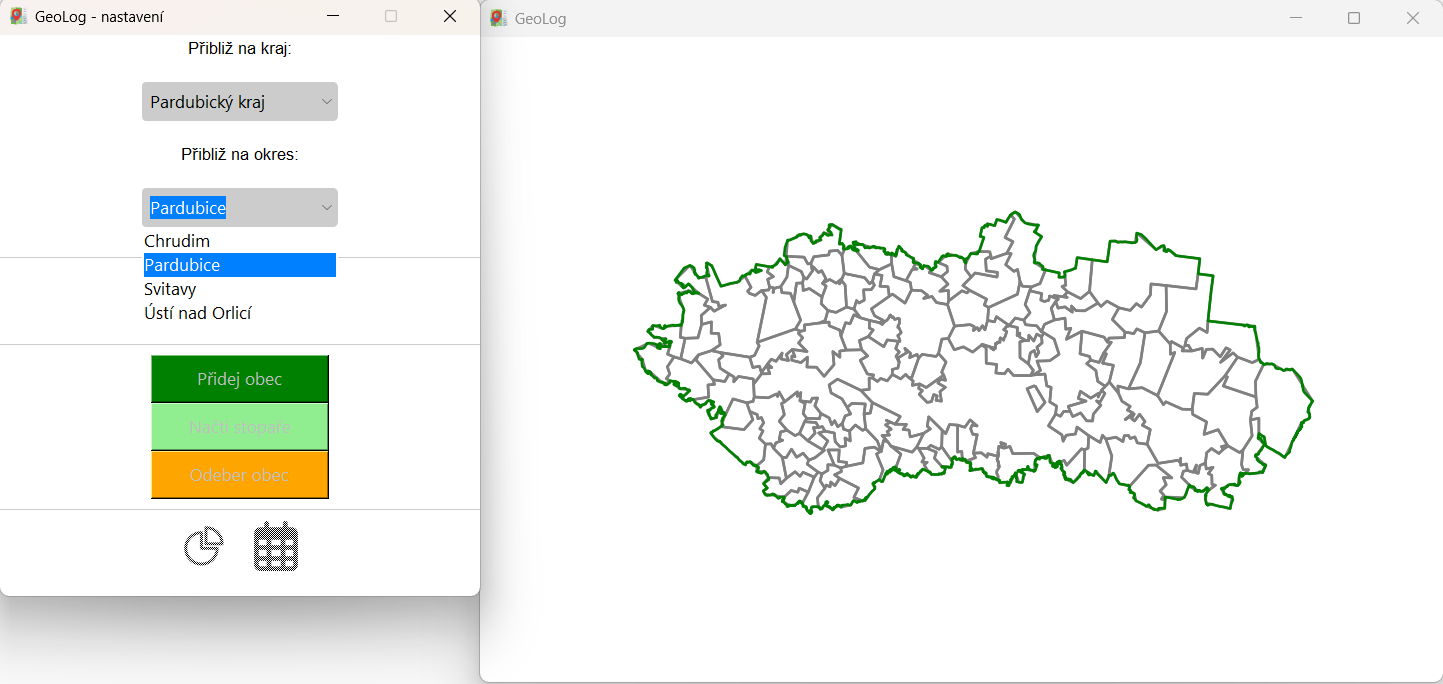 GeoLog - nastavení
Přibliž na kraj:
Pardubický kraj
Přibliž na okres:
Pardubice
Chrudim
Pardubice
Svitavy
Ústí nad Orlicí
Přidej obec
Načti stopaře
Odeber obec
GeoLog